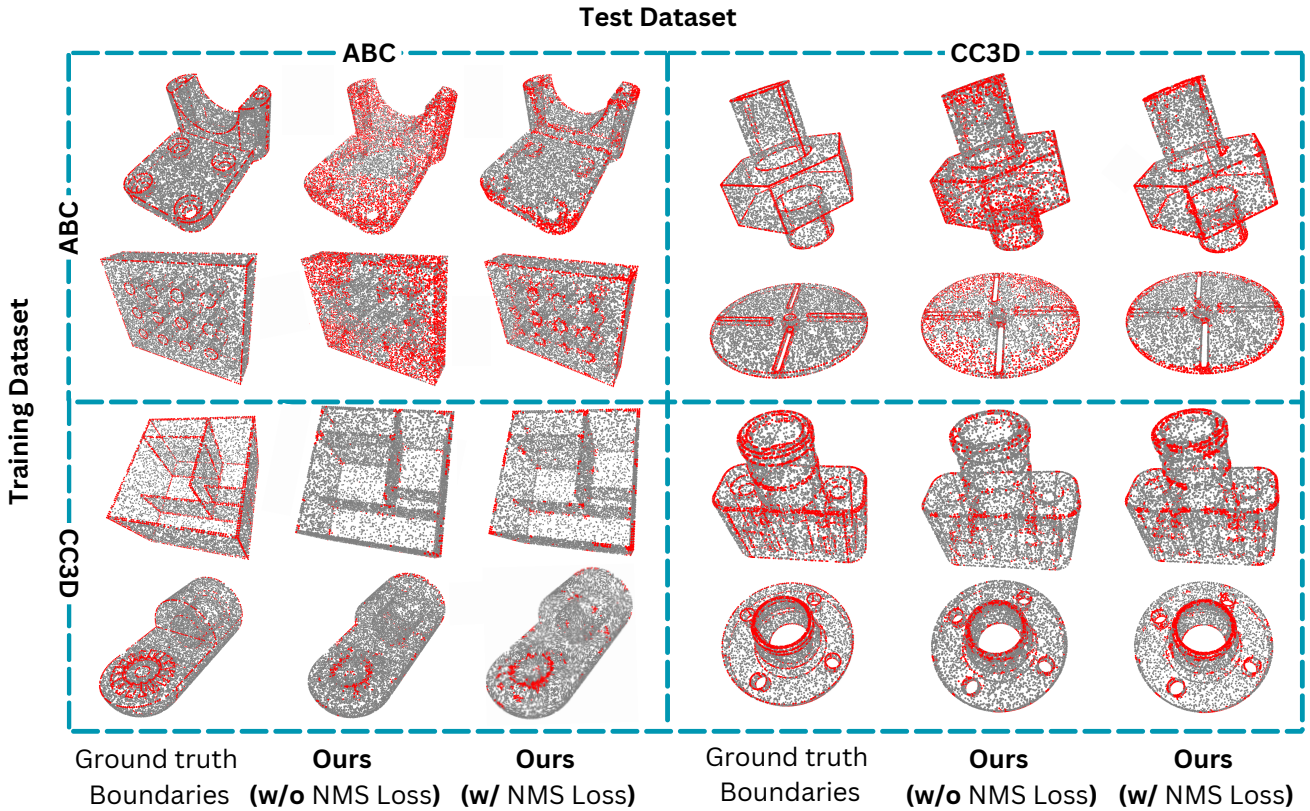 Test Dataset
ABC
CC3D
Training Dataset
ABC
CC3D
Ground truth
Boundaries
Ours
(w/o NMS Loss)
Ours
(w/ NMS Loss)
Ground truth
Boundaries
Ours
(w/o NMS Loss)
Ours
(w/ NMS Loss)